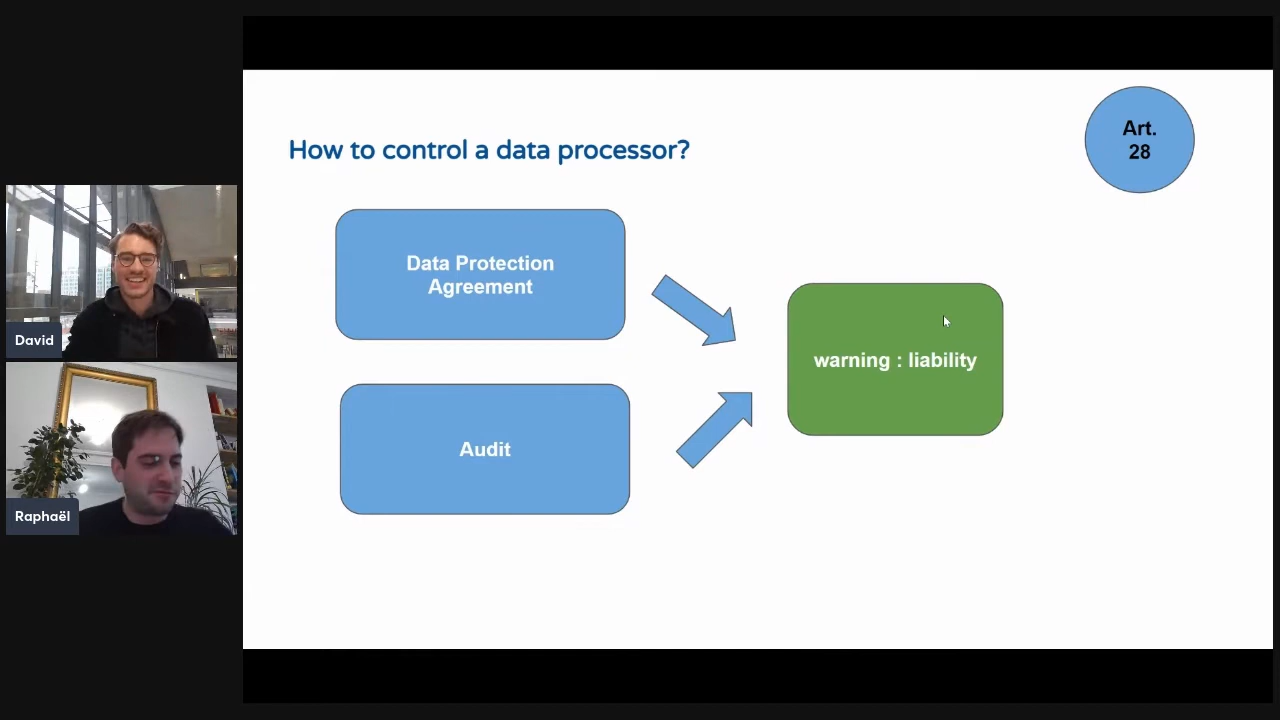 How to control a data processor?
Art.
28
Data Protection
Agreement
warning : liability
Audit
David
Raphaël